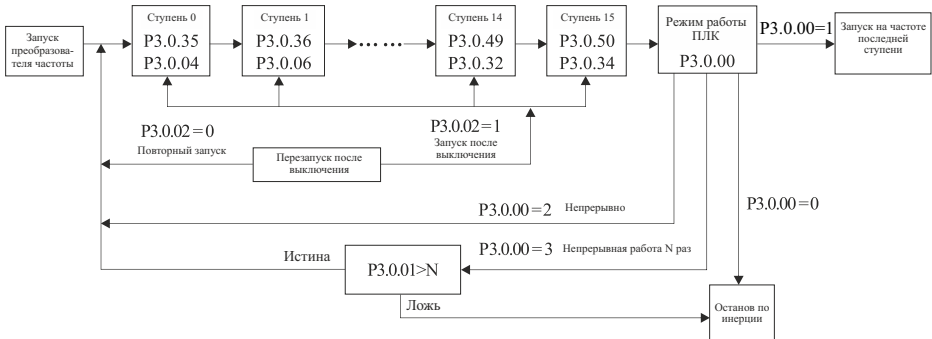 Запуск
преобразова-
теля частоты
Ступень 0
P3.0.35
P3.0.04
Ступень 1
P3.0.36
P3.0.06
Ступень 14
P3.0.49
P3.0.32
Ступень 15
P3.0.50
P3.0.34
Режим работы
ПЛК
P3.0.00
P3.0.00=1
Запуск на частоте
последней
ступени
P3.0.02=0
Повторный запуск
Перезапуск после
выключения
P3.0.02=1
Запуск после
выключения
P3.0.00=2 Непрерывно
P3.0.00=0
P3.0.00=3 Непрерывная работа N раз
Истина
P3.0.01>N
Ложь
Останов по
инерции